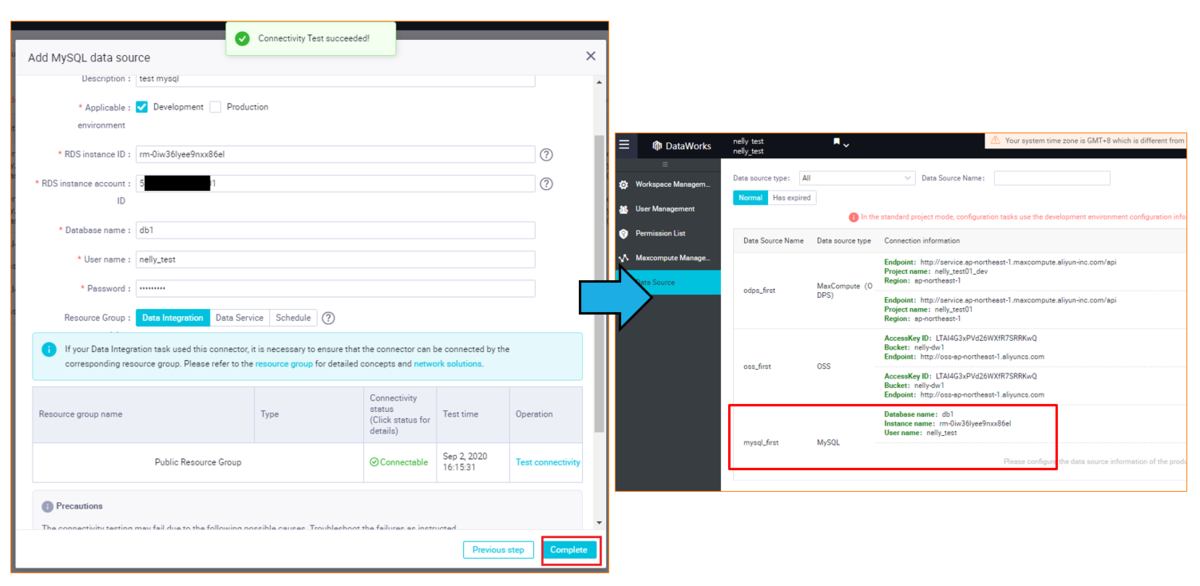 Connectivity Test succeeded!
Add MySQL data source
Description : test mysql
* Applicable environment : Development Production
* RDS instance ID : rm-0iw36lyee9nxx86el
* RDS instance account ID : 5 1
* Database name : db1
* User name : nelly_test
* Password : •••••••••
Resource Group : Data Integration Data Service Schedule
If your Data Integration task used this connector, it is necessary to ensure that the connector can be connected by the
corresponding resource group. Please refer to the resource group for detailed concepts and network solutions.
Resource group name Type Connectivity status (Click status for details) Test time Operation
Public Resource Group Connectable Sep 2, 2020 16:15:31 Test connectivity
Precautions
The connectivity testing may fail due to the following possible causes. Troubleshoot the failures as instructed
Previous step Complete
DataWorks
nelly test
nelly_test
Your system time zone is GMT+8 which is different from
Workspace Managem...
User Management
Permission List
Maxcompute Manage...
Data Source
Data source type: All Data Source Name:
Normal Has expired
In the standard project mode, configuration tasks use the development environment configuration info
Data Source Name Data source type Connection information
odps_first MaxCompute (ODPS)
Endpoint: http://service.ap-northeast-1.maxcompute.aliyun-inc.com/api
Project name: nelly_test01_dev
Region: ap-northeast-1
Endpoint: http://service.ap-northeast-1.maxcompute.aliyun-inc.com/api
Project name: nelly_test01
Region: ap-northeast-1
oss_first OSS
AccessKey ID: LTAI4G3xPVd26WXfR7SRRKwQ
Bucket: nelly-dw1
Endpoint: http://oss-ap-northeast-1.aliyuncs.com
AccessKey ID: LTAI4G3xPVd26WXfR7SRRKwQ
Bucket: nelly-dw1
Endpoint: http://oss-ap-northeast-1.aliyuncs.com
mysql_first MySQL
Database name: db1
Instance name: rm-0iw36lyee9nxx86el
User name: nelly_test
Please configure the data source information of the produ